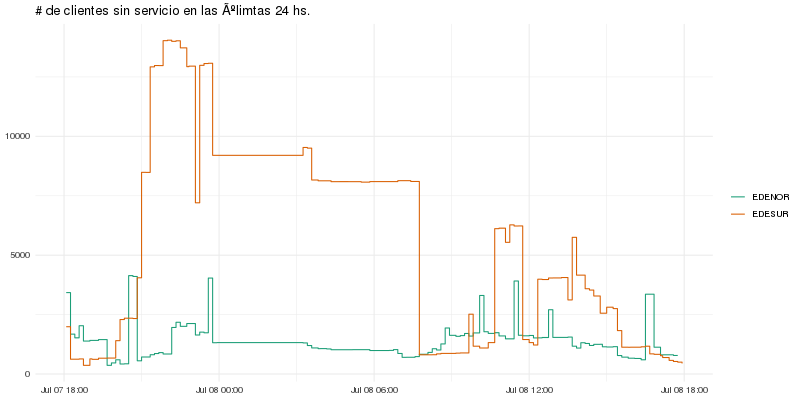 # de clientes sin servicio en las Ãºlimtas 24 hs.
10000
5000
0
Jul 07 18:00
Jul 08 00:00
Jul 08 06:00
Jul 08 12:00
Jul 08 18:00
EDENOR
EDESUR